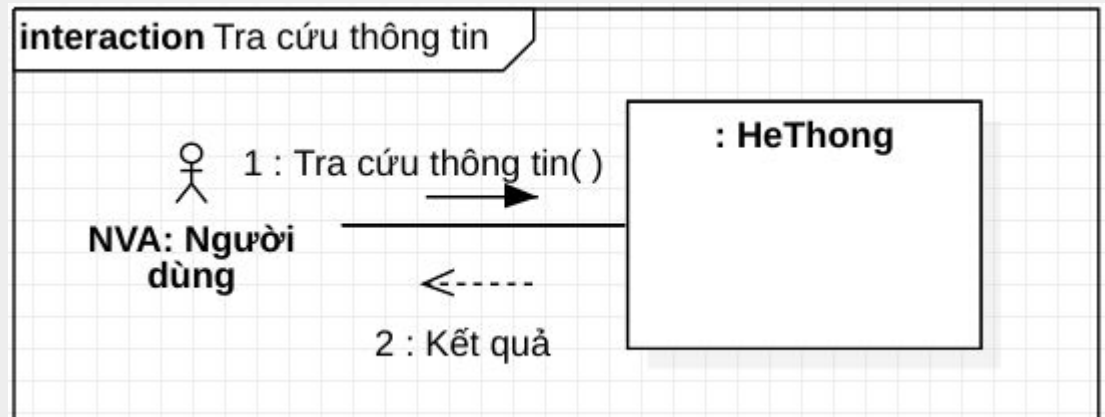 interaction Tra cứu thông tin
: HeThong
1 : Tra cứu thông tin( )
NVA: Người
dùng
2 : Kết quả